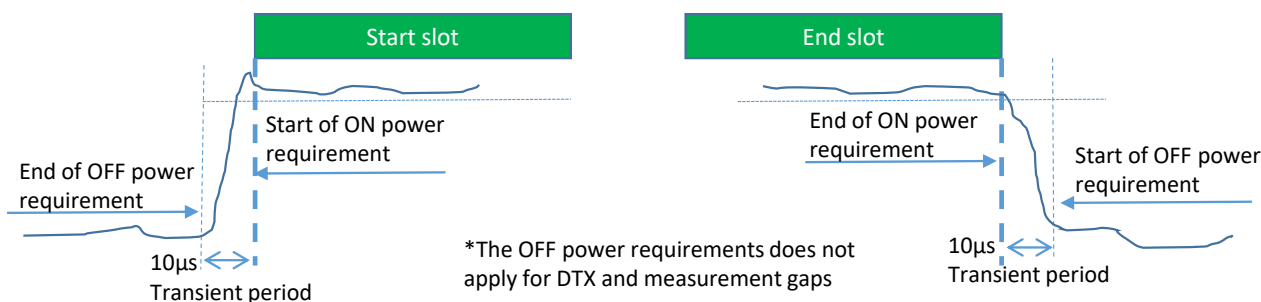 Start slot
End slot
Start of ON power
requirement
End of ON power
requirement
End of OFF power
requirement
Start of OFF power
requirement
10µs
Transient period
*The OFF power requirements does not
apply for DTX and measurement gaps
10µs
Transient period